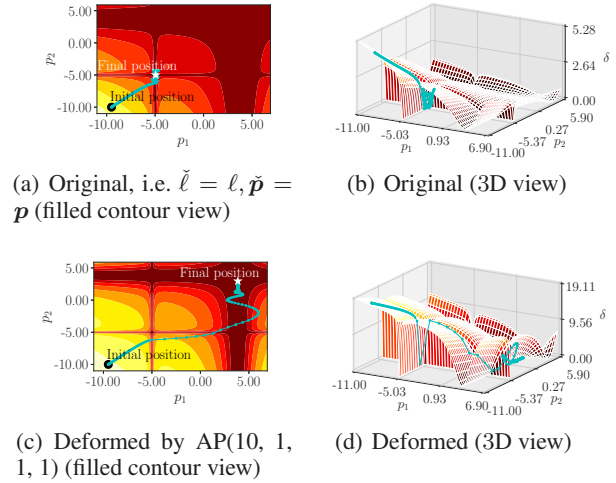 5.00
0.00
-5.00
-10.00
p₂
Final position
Initial position
-10.00 -5.00 0.00 5.00
p₁
5.28
2.64
0.00
δ
-11.00
-5.03
0.93
6.90
p₁
-11.00
-5.37
0.27
5.90
p₂
(a) Original, i.e. ℓ̌ = ℓ, p̌ =
p (filled contour view)
(b) Original (3D view)
5.00
0.00
-5.00
-10.00
p₂
Final position
Initial position
-10.00 -5.00 0.00 5.00
p₁
19.11
9.56
0.00
δ
-11.00
-5.03
0.93
6.90
p₁
-11.00
-5.37
0.27
5.90
p₂
(c) Deformed by AP(10, 1,
1, 1) (filled contour view)
(d) Deformed (3D view)